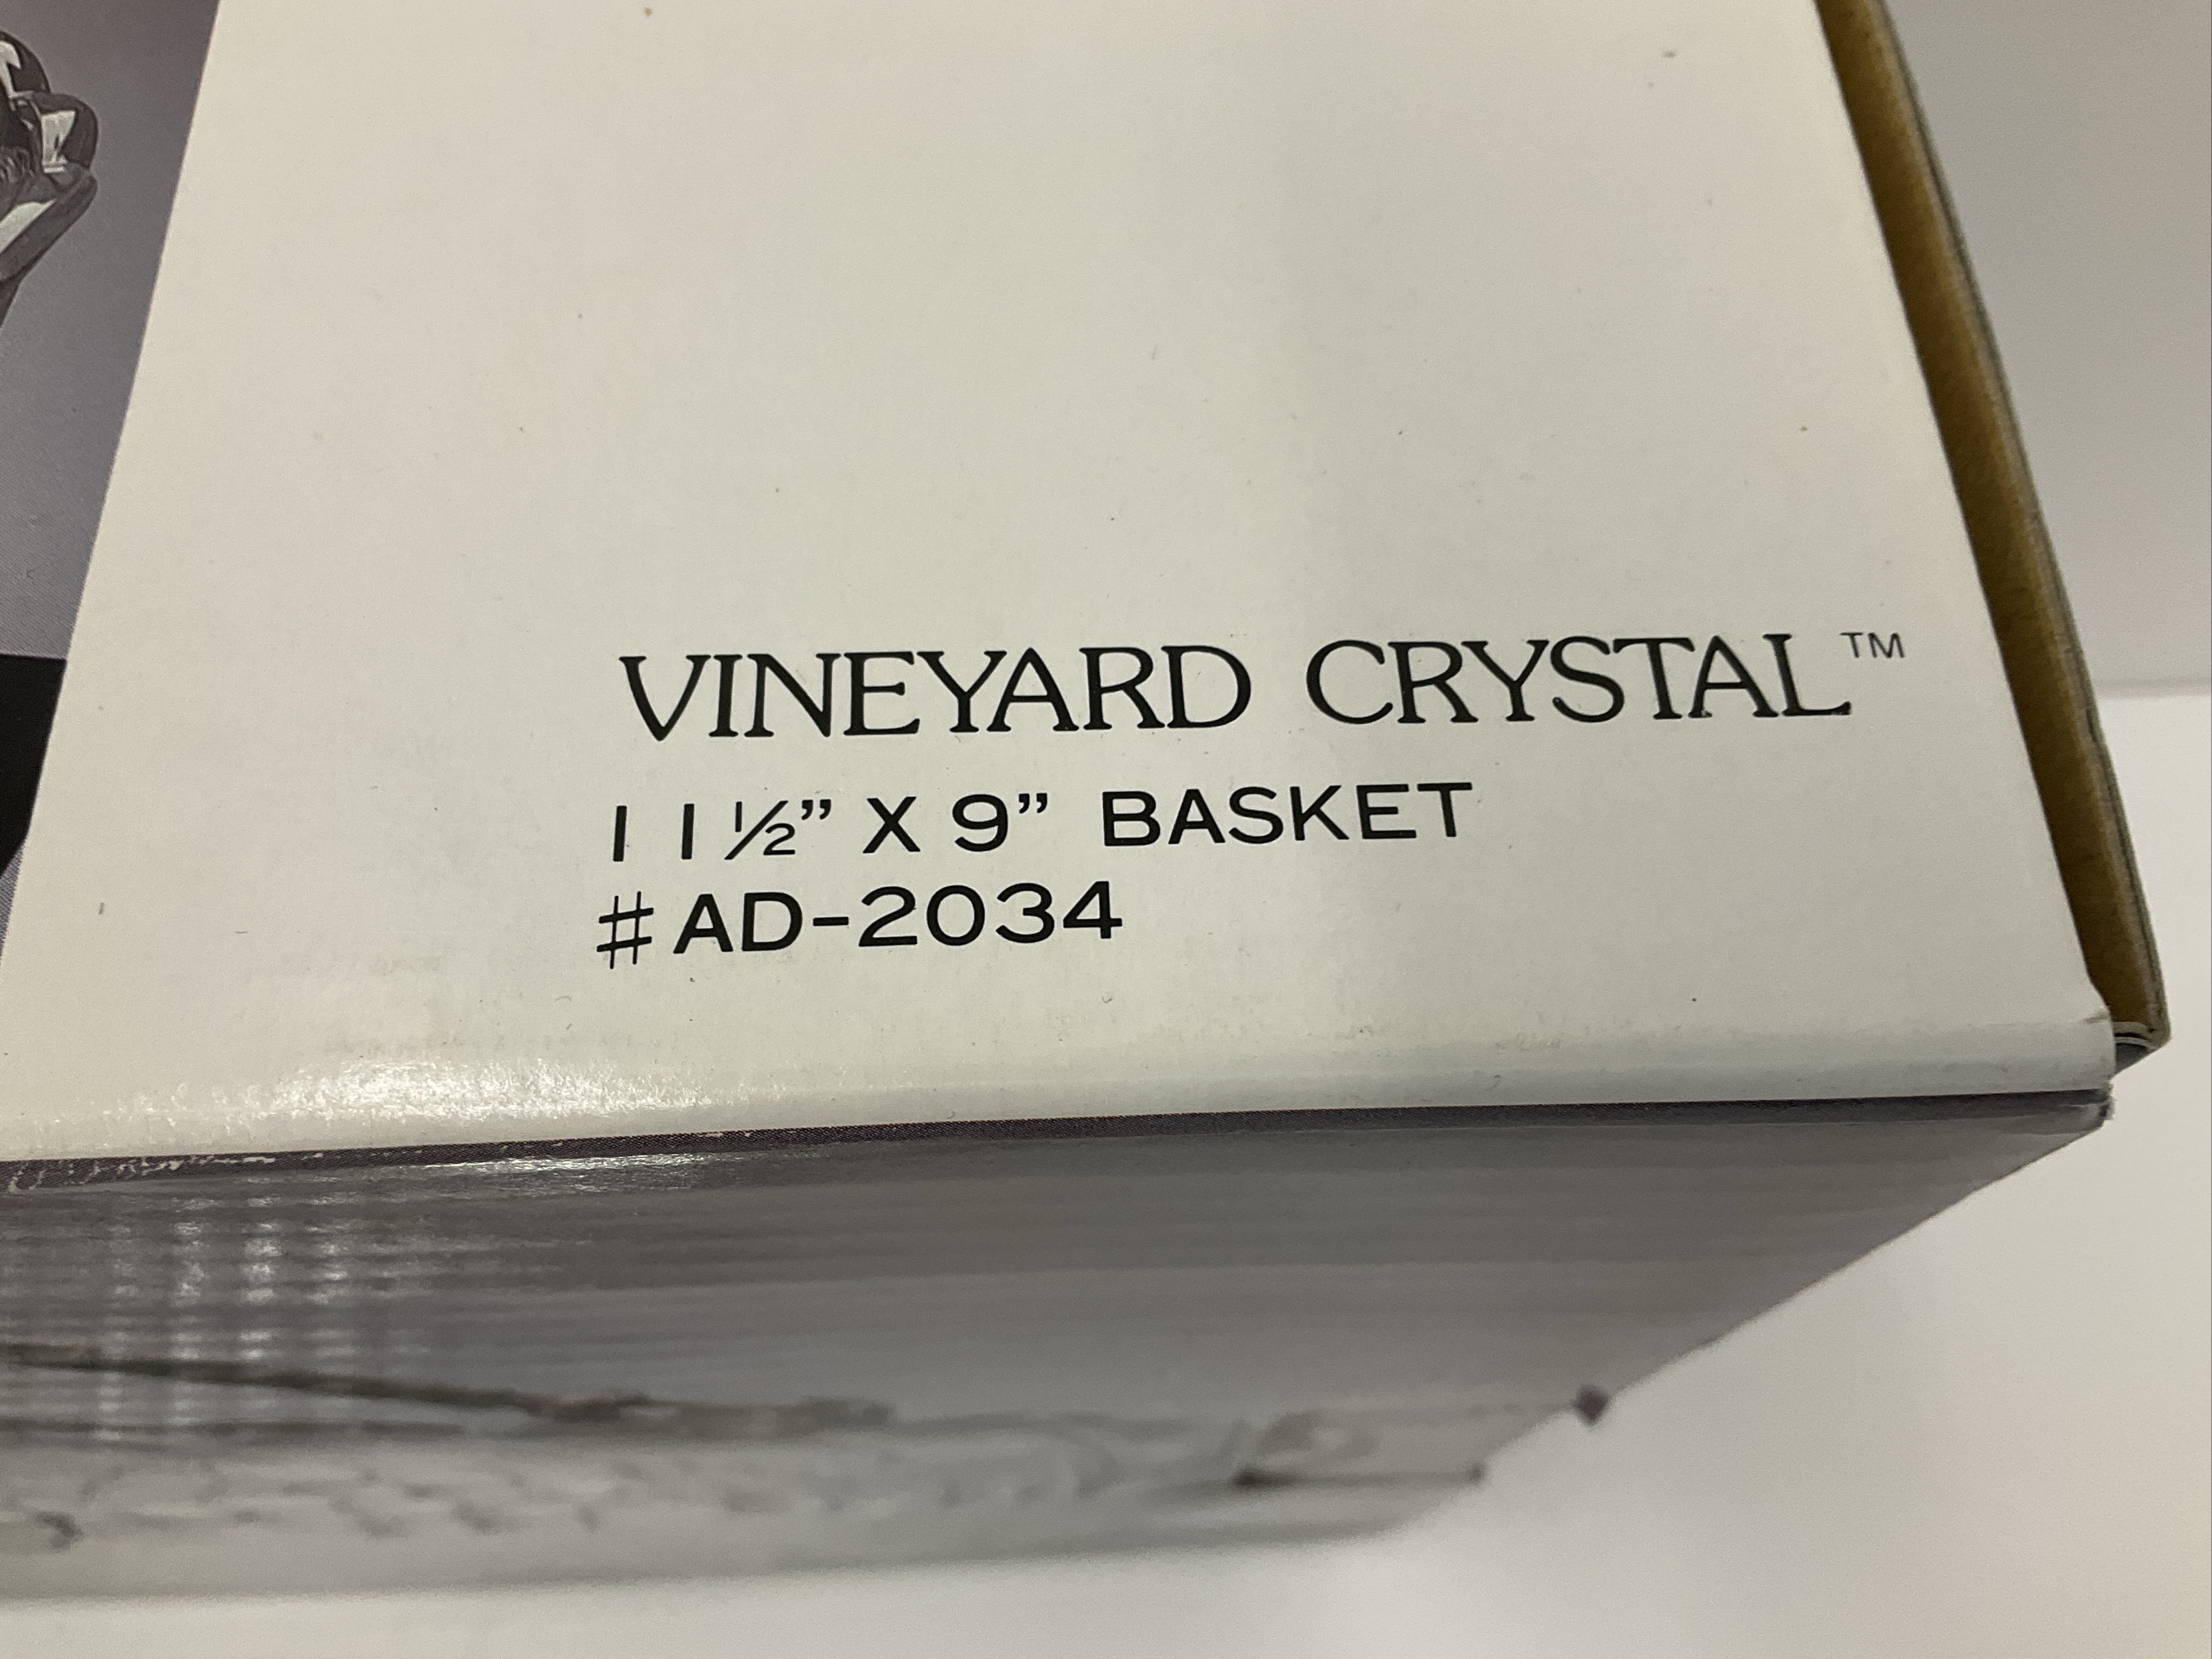 VINEYARD CRYSTAL™
11½” X 9” BASKET
#AD-2034